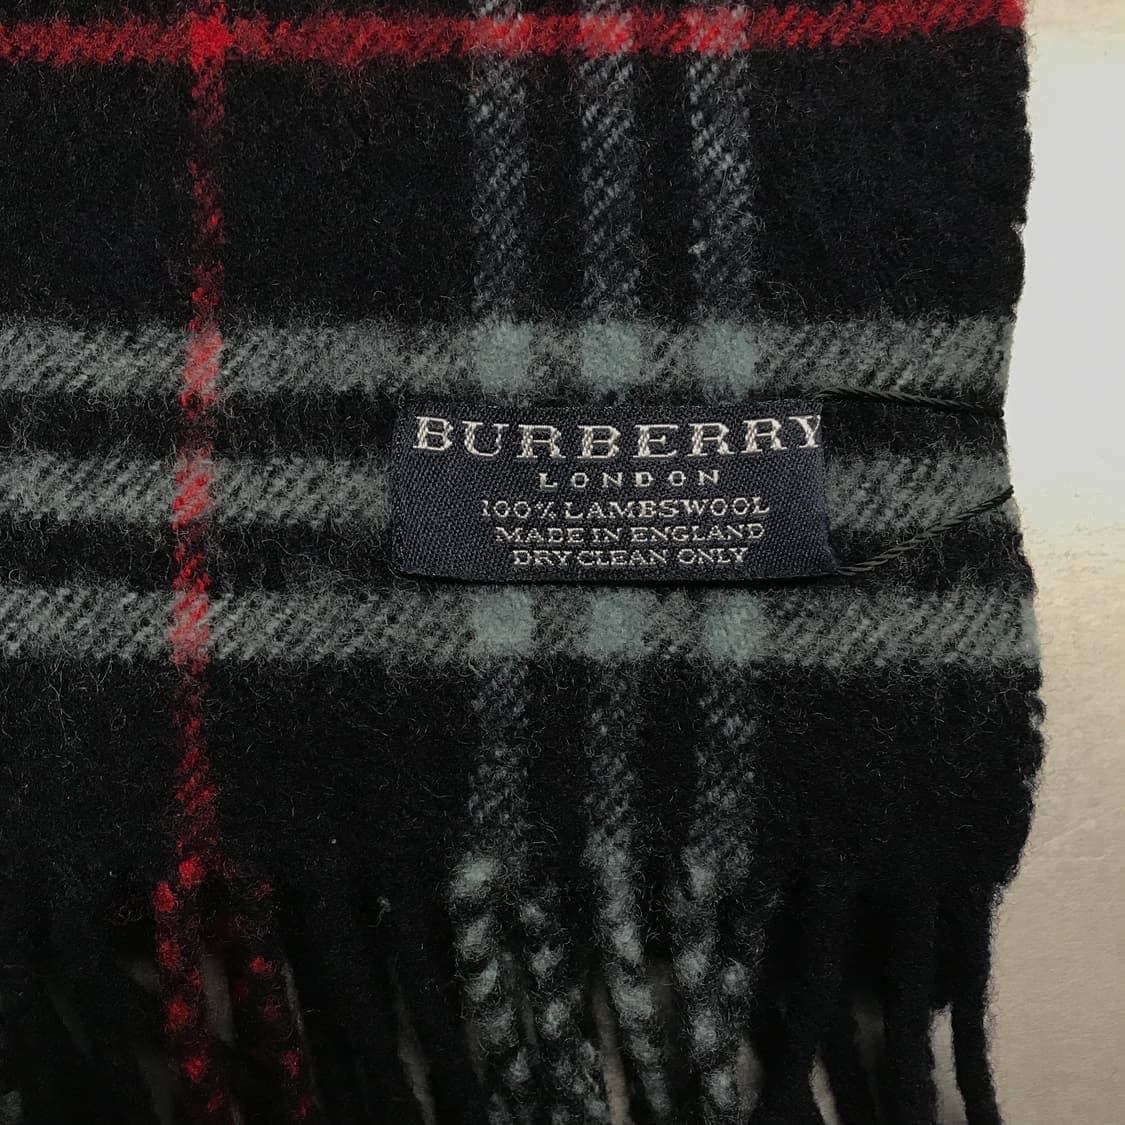 BURBERRY
LONDON
100% LAMBSWOOL
MADE IN ENGLAND
DRY CLEAN ONLY